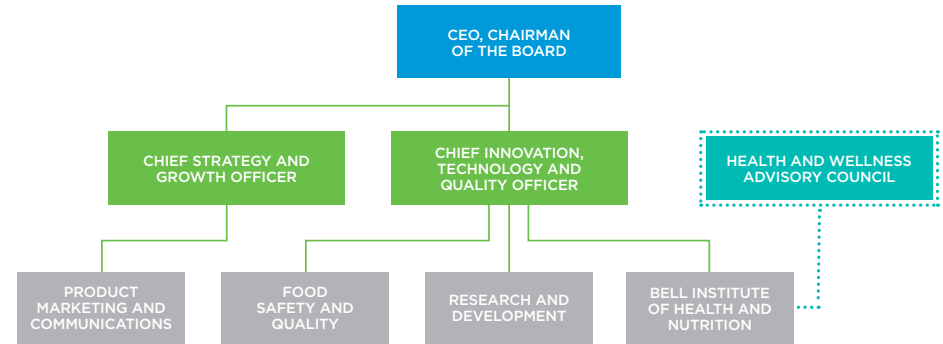 CEO, CHAIRMAN
OF THE BOARD
CHIEF STRATEGY AND
GROWTH OFFICER
CHIEF INNOVATION,
TECHNOLOGY AND
QUALITY OFFICER
HEALTH AND WELLNESS
ADVISORY COUNCIL
PRODUCT
MARKETING AND
COMMUNICATIONS
FOOD
SAFETY AND
QUALITY
RESEARCH AND
DEVELOPMENT
BELL INSTITUTE
OF HEALTH AND
NUTRITION